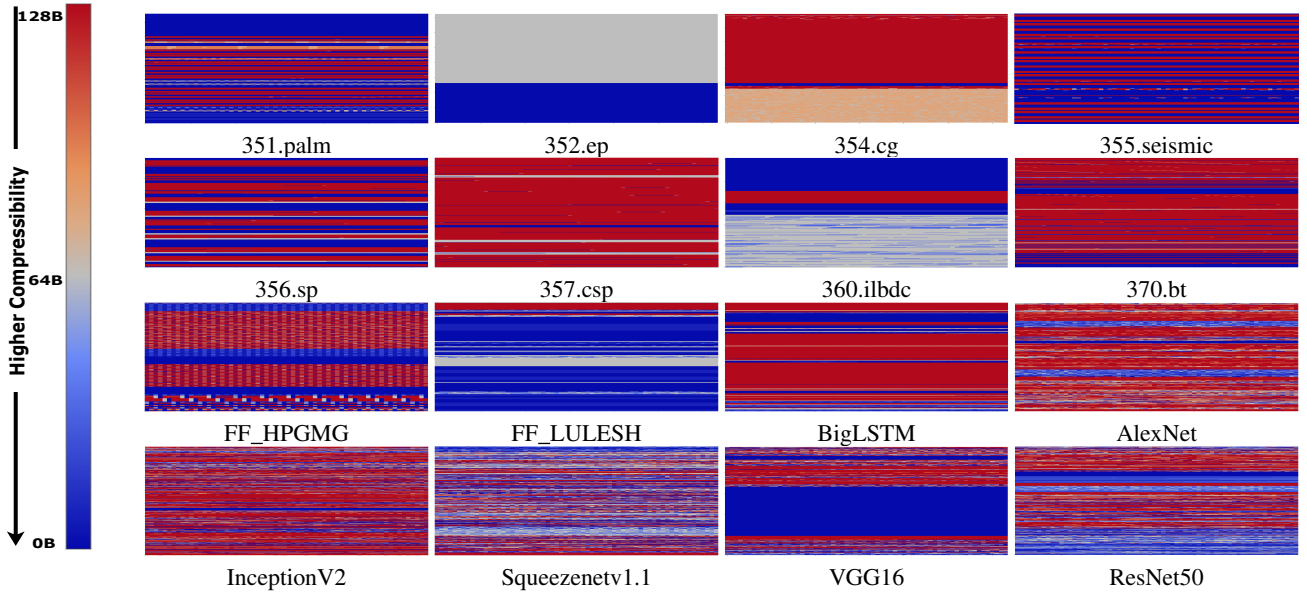 128B
64B
0B
Higher Compressibility
351.palm 352.ep 354.cg 355.seismic
356.sp 357.csp 360.ilbdc 370.bt
FF_HPGMG FF_LULESH BigLSTM AlexNet
InceptionV2 Squeezenetv1.1 VGG16 ResNet50